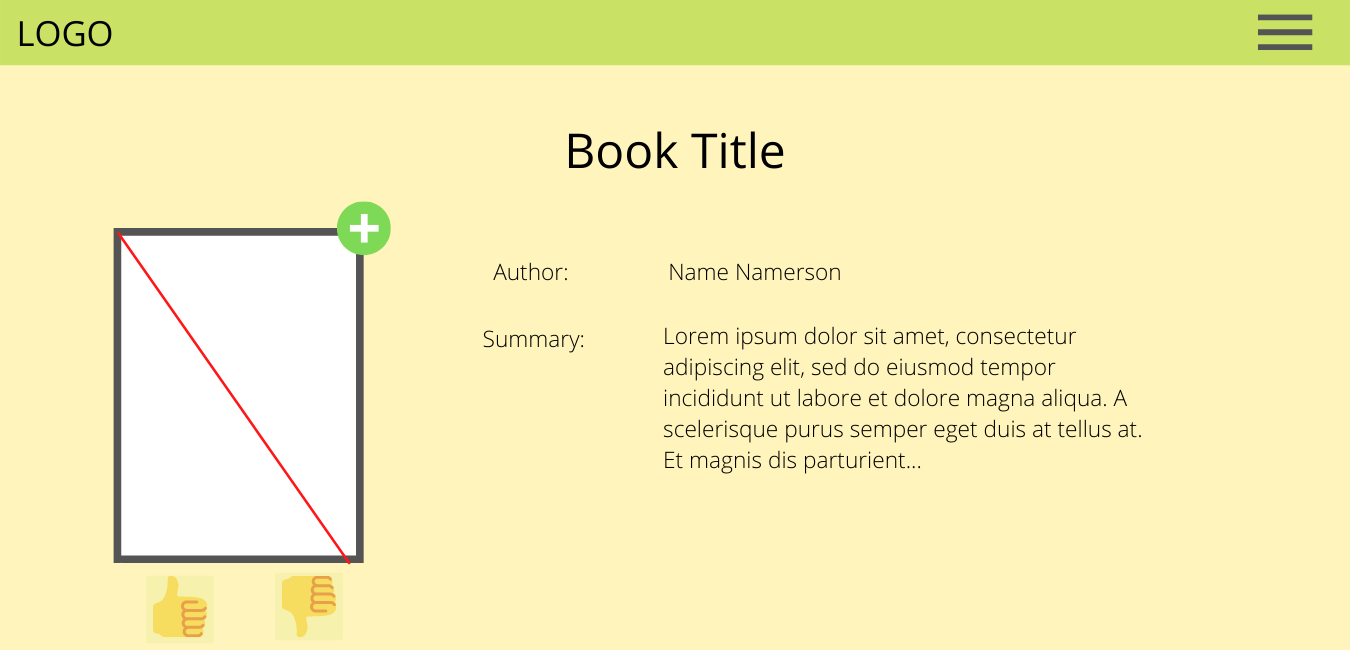 LOGO
Book Title
Author:
Name Namerson
Summary:
Lorem ipsum dolor sit amet, consectetur
adipiscing elit, sed do eiusmod tempor
incididunt ut labore et dolore magna aliqua. A
scelerisque purus semper eget duis at tellus at.
Et magnis dis parturient...